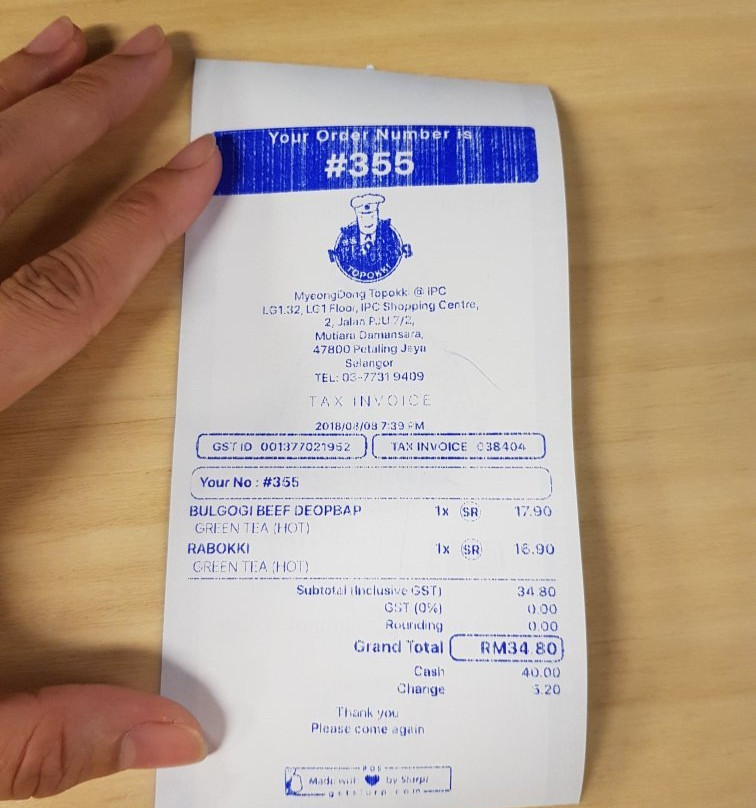 Your Order Number is
#355
TOPOKKI
MyeongDong Topokki @ IPC
LG1.32, LG1 Floor, IPC Shopping Centre,
2, Jalan PJU 7/2,
Mutiara Damansara,
47800 Petaling Jaya
Selangor
TEL: 03-7731 9409
TAX INVOICE
7:39 PM
GST ID 001377021952
TAX INVOICE 038404
Your No : #355
BULGOGI BEEF DEOPBAP 1x SR 17.90
GREEN TEA (HOT)
RABOKKI 1x SR 16.90
GREEN TEA (HOT)
Subtotal (Inclusive GST) 34.80
GST (0%) 0.00
Rounding 0.00
Grand Total RM34.80
Cash 40.00
Change 5.20
Thank you
Please come again
POS
Made with by Slurp!
getslurp.com